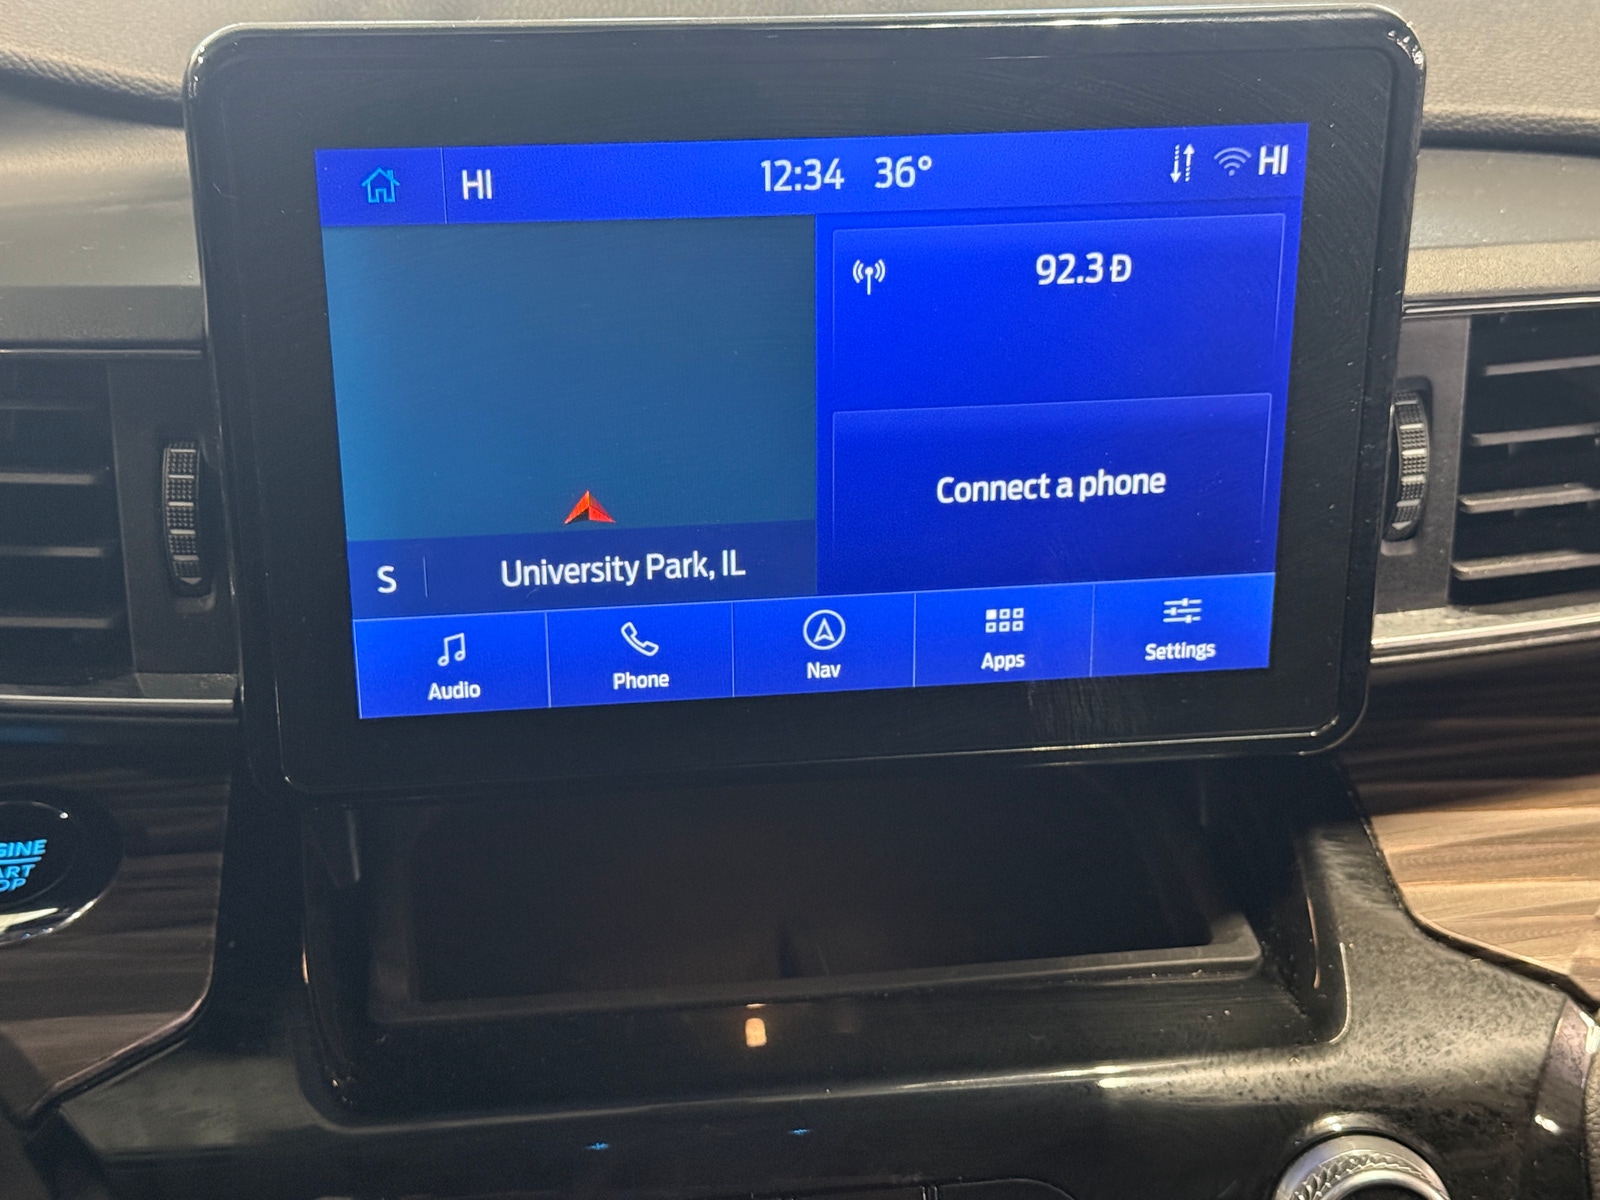 HI 12:34 36° HI
92.3 Đ
Connect a phone
S University Park, IL
Audio Phone Nav Apps Settings